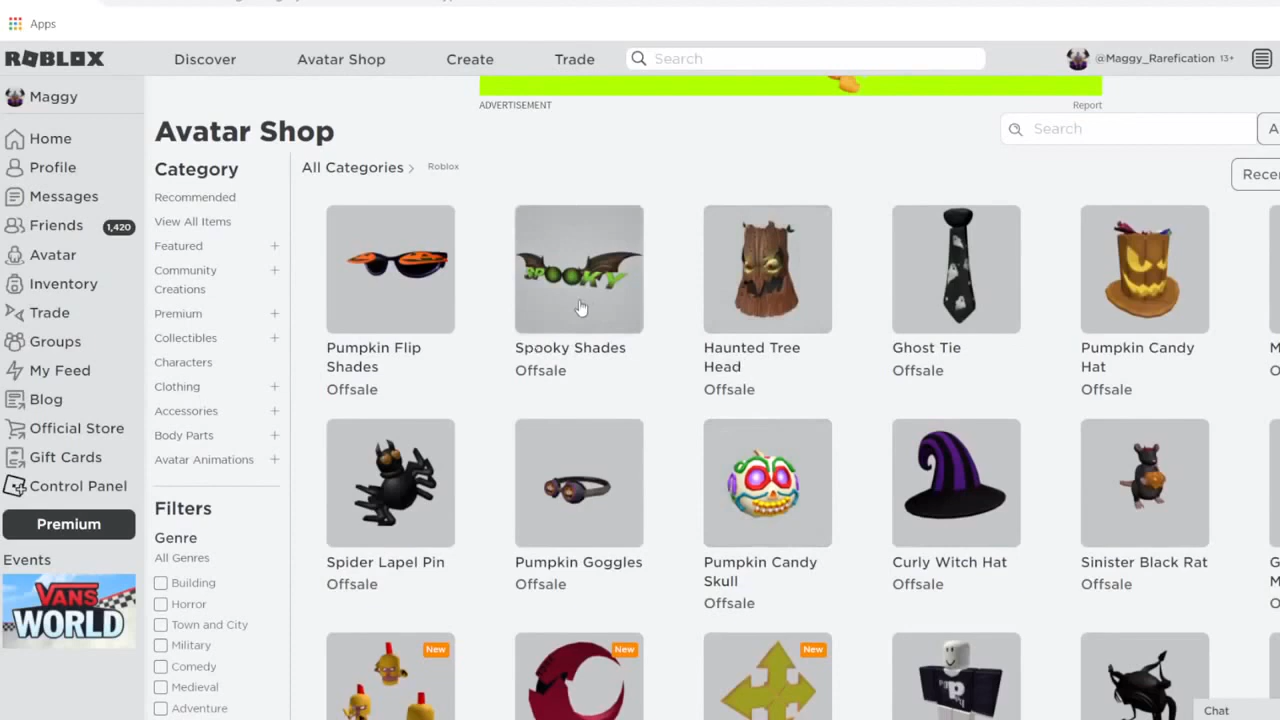 Apps
ROBLOX
Discover
Avatar Shop
Create
Trade
Search
@Maggy_Rarefication 13+
Maggy
Home
Profile
Messages
Friends 1,420
Avatar
Inventory
Trade
Groups
My Feed
Blog
Official Store
Gift Cards
Control Panel
Premium
Events
VANS
WORLD
ADVERTISEMENT
Report
Avatar Shop
Search
A
Category
Recommended
View All Items
Featured +
Community +
Creations
Premium +
Collectibles +
Characters
Clothing +
Accessories +
Body Parts +
Avatar Animations +
Filters
Genre
All Genres
Building
Horror
Town and City
Military
Comedy
Medieval
Adventure
All Categories > Roblox
Recen
SPOOKY
Pumpkin Flip
Shades
Offsale
Spooky Shades
Offsale
Haunted Tree
Head
Offsale
Ghost Tie
Offsale
Pumpkin Candy
Hat
Offsale
M
O
Spider Lapel Pin
Offsale
Pumpkin Goggles
Offsale
Pumpkin Candy
Skull
Offsale
Curly Witch Hat
Offsale
Sinister Black Rat
Offsale
G
M
O
New
New
New
Chat